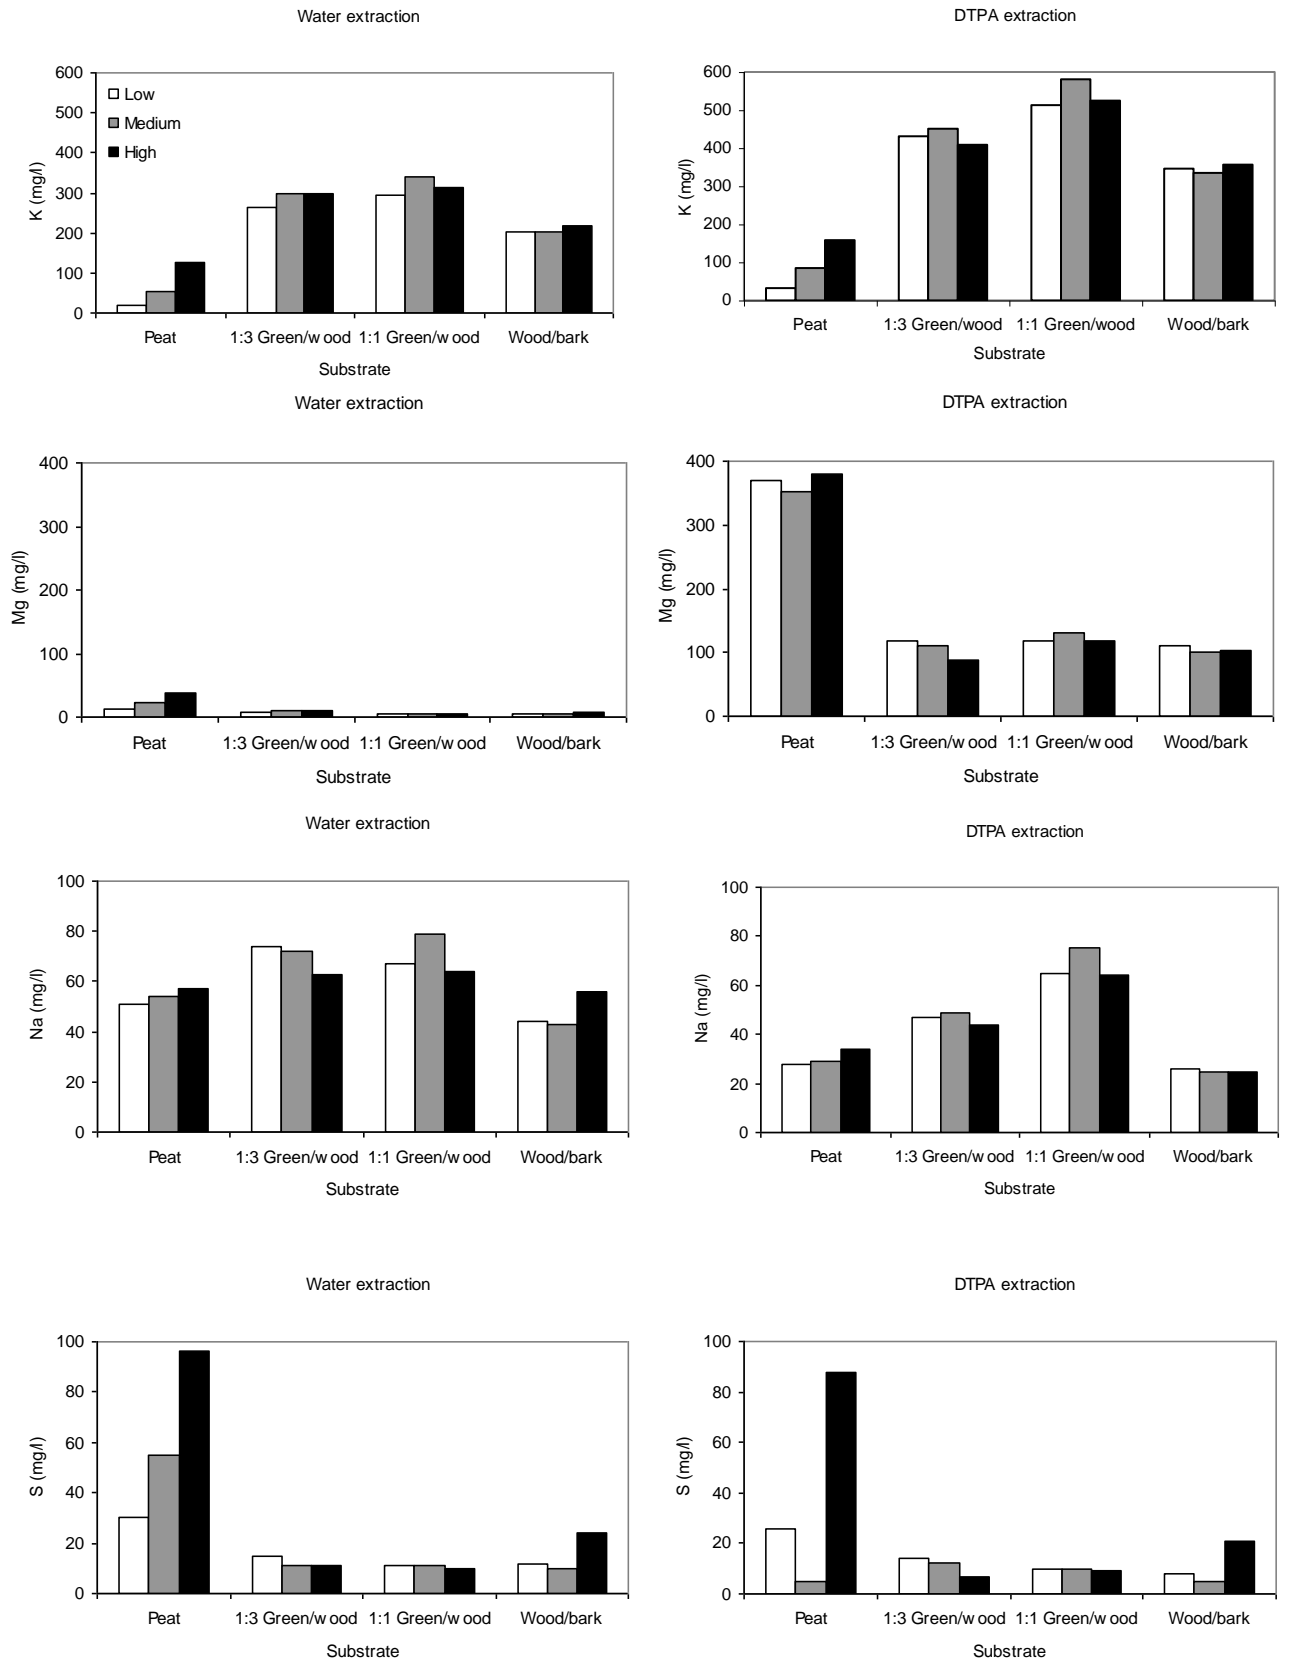 Water extraction
DTPA extraction
600
500
400
300
200
100
0
K (mg/l)
Low
Medium
High
Peat
1:3 Green/w ood
1:1 Green/w ood
Wood/bark
Substrate
600
500
400
300
200
100
0
K (mg/l)
Peat
1:3 Green/wood
1:1 Green/wood
Wood/bark
Substrate
Water extraction
DTPA extraction
400
300
200
100
0
Mg (mg/l)
Peat
1:3 Green/w ood
1:1 Green/w ood
Wood/bark
Substrate
400
300
200
100
0
Mg (mg/l)
Peat
1:3 Green/w ood
1:1 Green/w ood
Wood/bark
Substrate
Water extraction
DTPA extraction
100
80
60
40
20
0
Na (mg/l)
Peat
1:3 Green/w ood
1:1 Green/w ood
Wood/bark
Substrate
100
80
60
40
20
0
Na (mg/l)
Peat
1:3 Green/w ood
1:1 Green/w ood
Wood/bark
Substrate
Water extraction
DTPA extraction
100
80
60
40
20
0
S (mg/l)
Peat
1:3 Green/w ood
1:1 Green/w ood
Wood/bark
Substrate
100
80
60
40
20
0
S (mg/l)
Peat
1:3 Green/w ood
1:1 Green/w ood
Wood/bark
Substrate